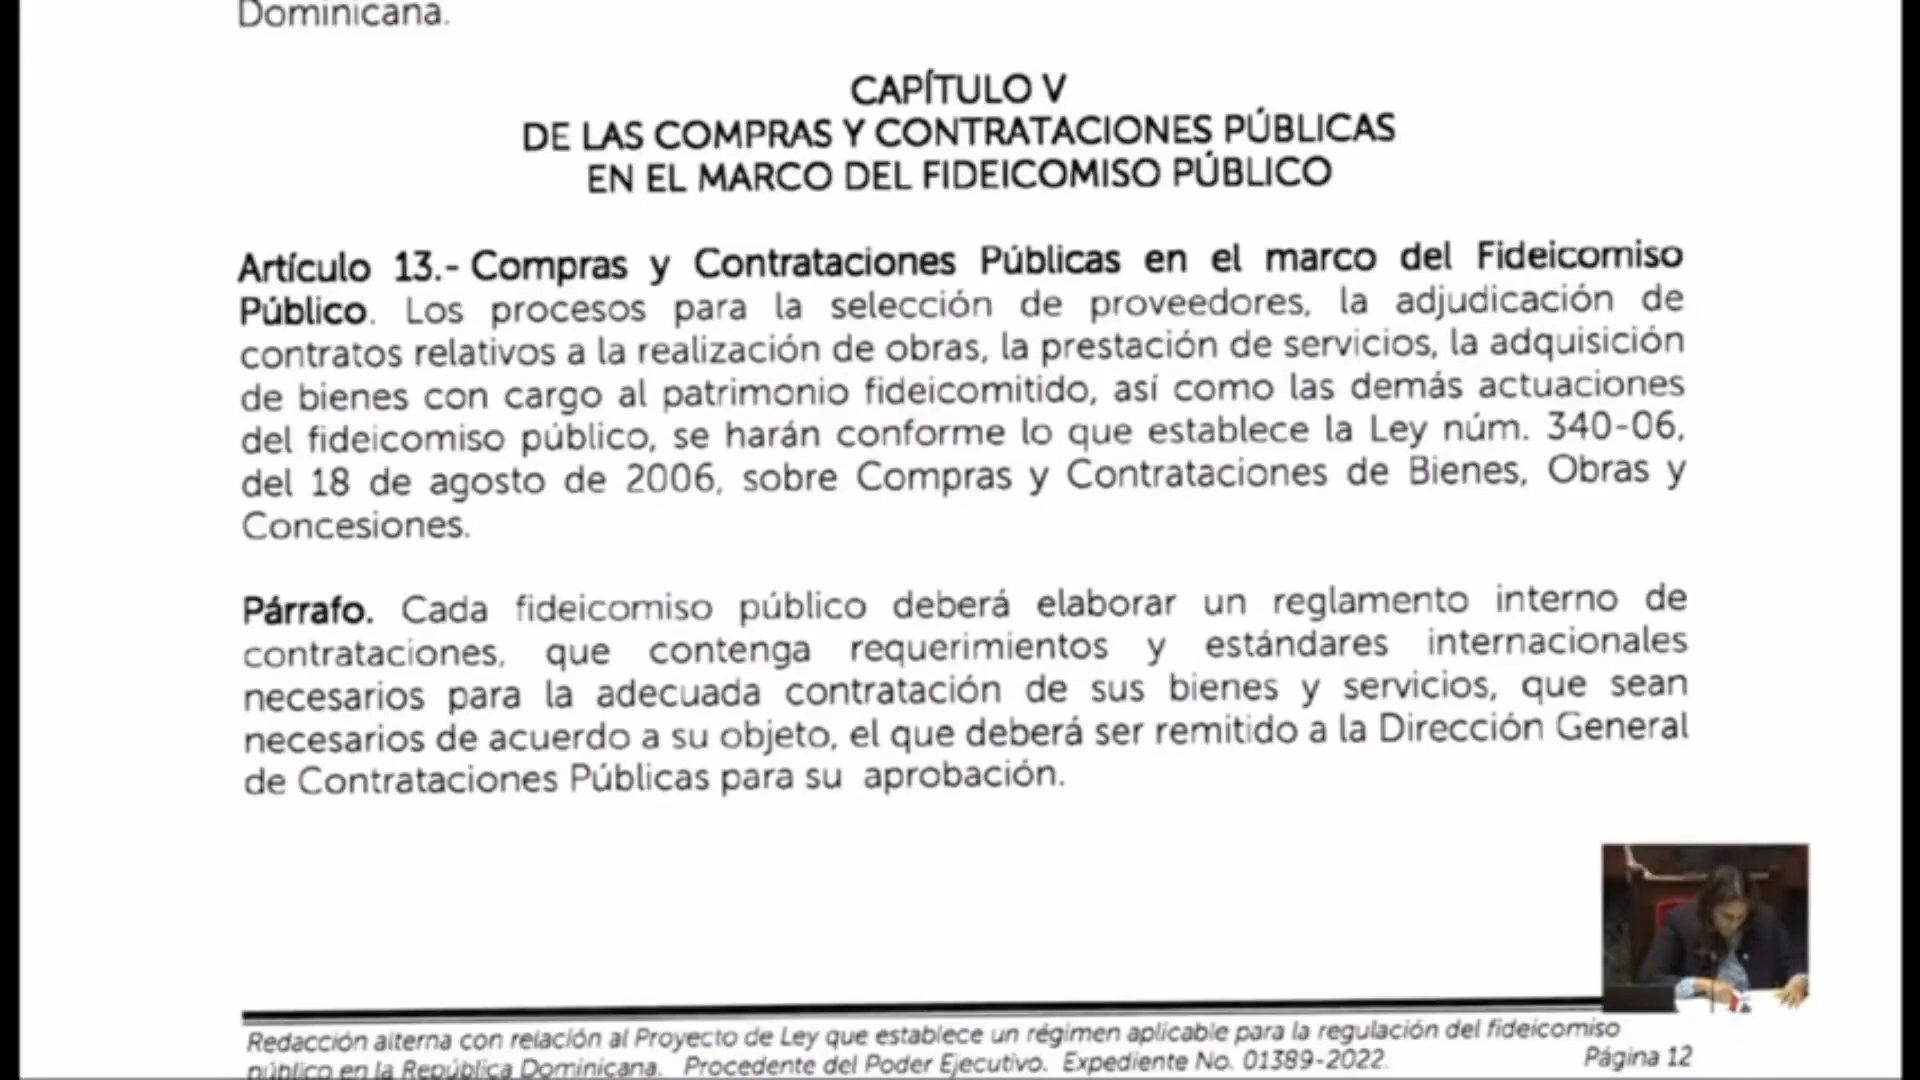 Dominicana.
CAPÍTULO V
DE LAS COMPRAS Y CONTRATACIONES PÚBLICAS
EN EL MARCO DEL FIDEICOMISO PÚBLICO
Artículo 13.- Compras y Contrataciones Públicas en el marco del Fideicomiso
Público. Los procesos para la selección de proveedores, la adjudicación de
contratos relativos a la realización de obras, la prestación de servicios, la adquisición
de bienes con cargo al patrimonio fideicomitido, así como las demás actuaciones
del fideicomiso público, se harán conforme lo que establece la Ley núm. 340-06,
del 18 de agosto de 2006, sobre Compras y Contrataciones de Bienes, Obras y
Concesiones.
Párrafo. Cada fideicomiso público deberá elaborar un reglamento interno de
contrataciones, que contenga requerimientos y estándares internacionales
necesarios para la adecuada contratación de sus bienes y servicios, que sean
necesarios de acuerdo a su objeto, el que deberá ser remitido a la Dirección General
de Contrataciones Públicas para su aprobación.
Redacción alterna con relación al Proyecto de Ley que establece un régimen aplicable para la regulación del fideicomiso
público en la República Dominicana. Procedente del Poder Ejecutivo. Expediente No. 01389-2022. Página 12